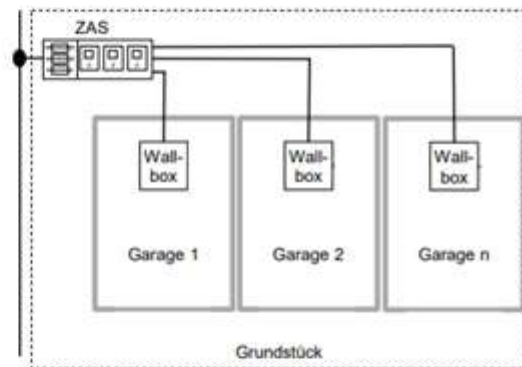 ZAS
Wall-
box
Wall-
box
Wall-
box
Garage 1
Garage 2
Garage n
Grundstück